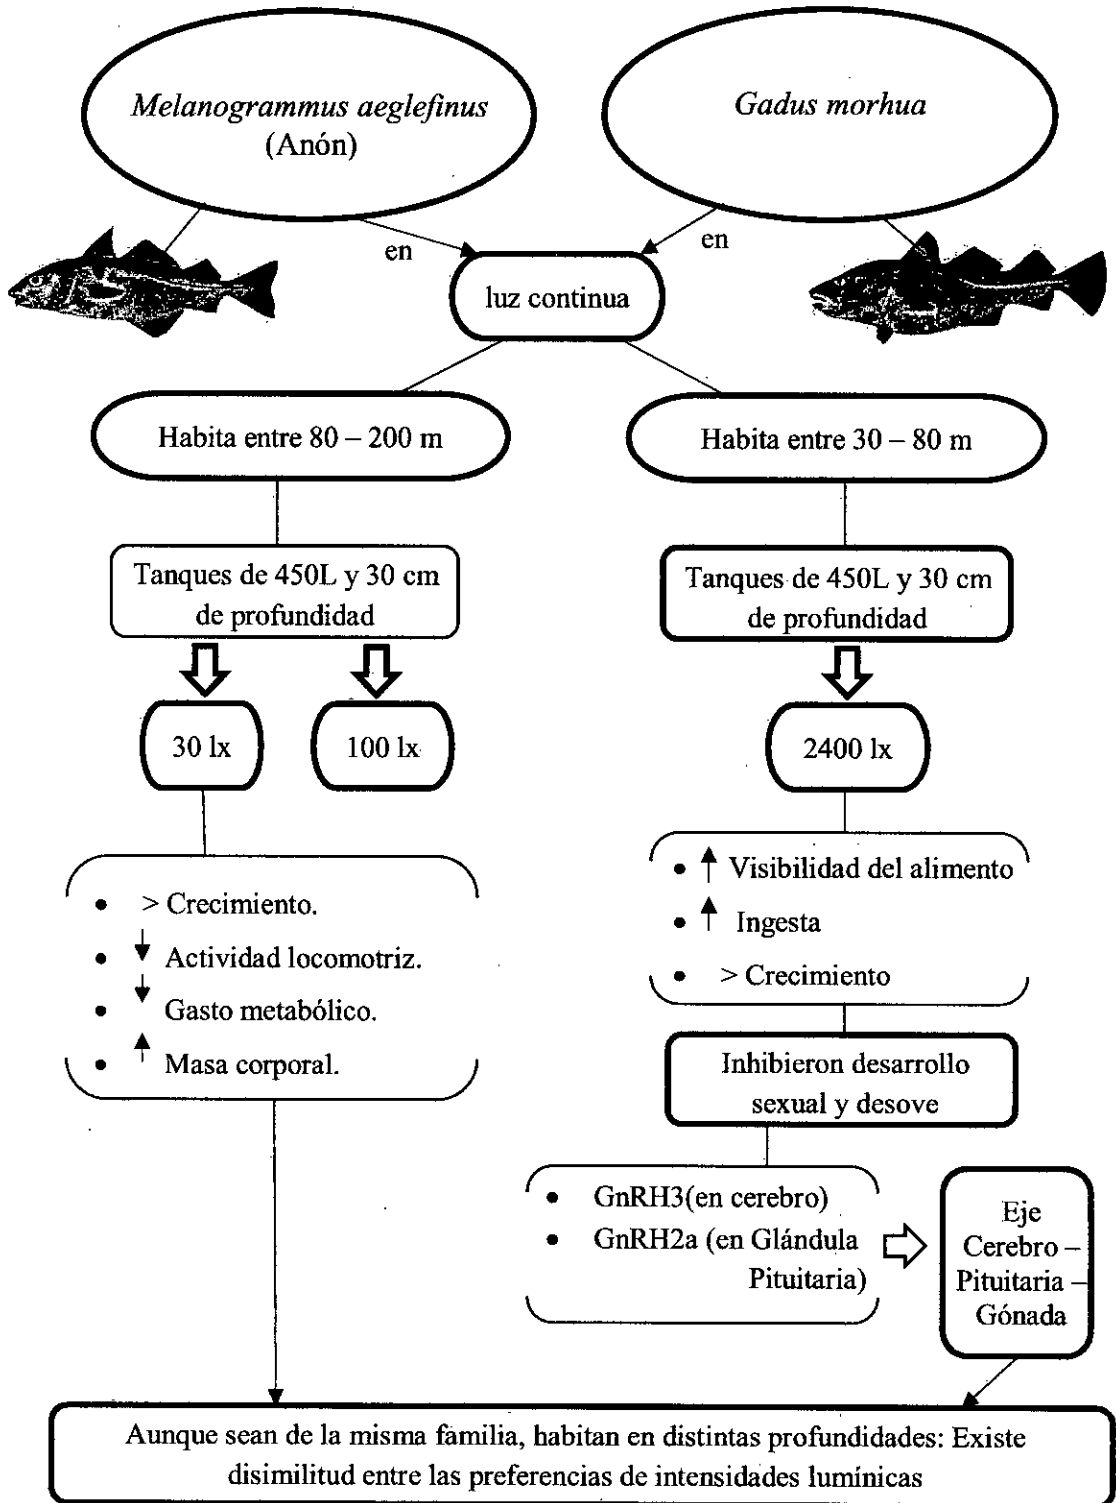 Melanogrammus aeglefinus
(Anón)
Gadus morhua
en
en
luz continua
Habita entre 80 – 200 m
Habita entre 30 – 80 m
Tanques de 450L y 30 cm
de profundidad
Tanques de 450L y 30 cm
de profundidad
30 lx
100 lx
2400 lx
• > Crecimiento.
• ↓ Actividad locomotriz.
• ↓ Gasto metabólico.
• ↑ Masa corporal.
• ↑ Visibilidad del alimento
• ↑ Ingesta
• > Crecimiento
Inhibieron desarrollo
sexual y desove
• GnRH3(en cerebro)
• GnRH2a (en Glándula
Pituitaria)
Eje
Cerebro –
Pituitaria –
Gónada
Aunque sean de la misma familia, habitan en distintas profundidades: Existe
disimilitud entre las preferencias de intensidades lumínicas